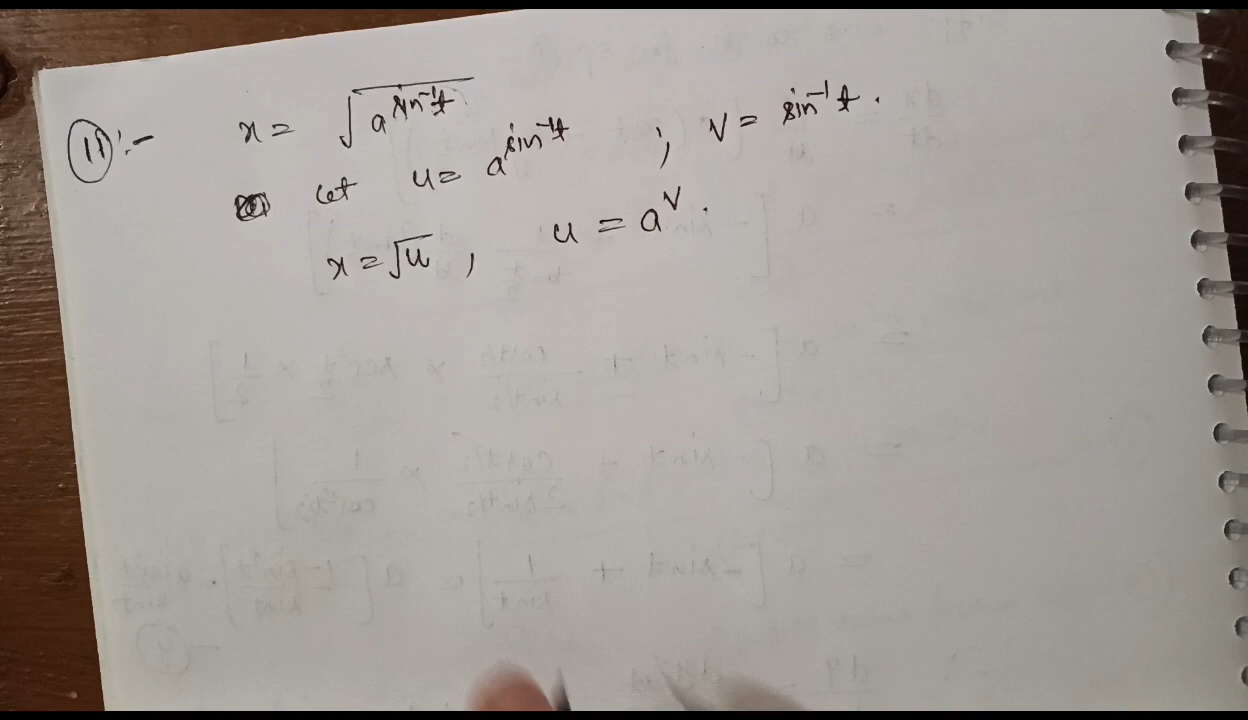 11 :- x = √a^sin⁻¹t
let u = a^sin⁻¹t ; v = sin⁻¹t .
x = √u , u = a^v .